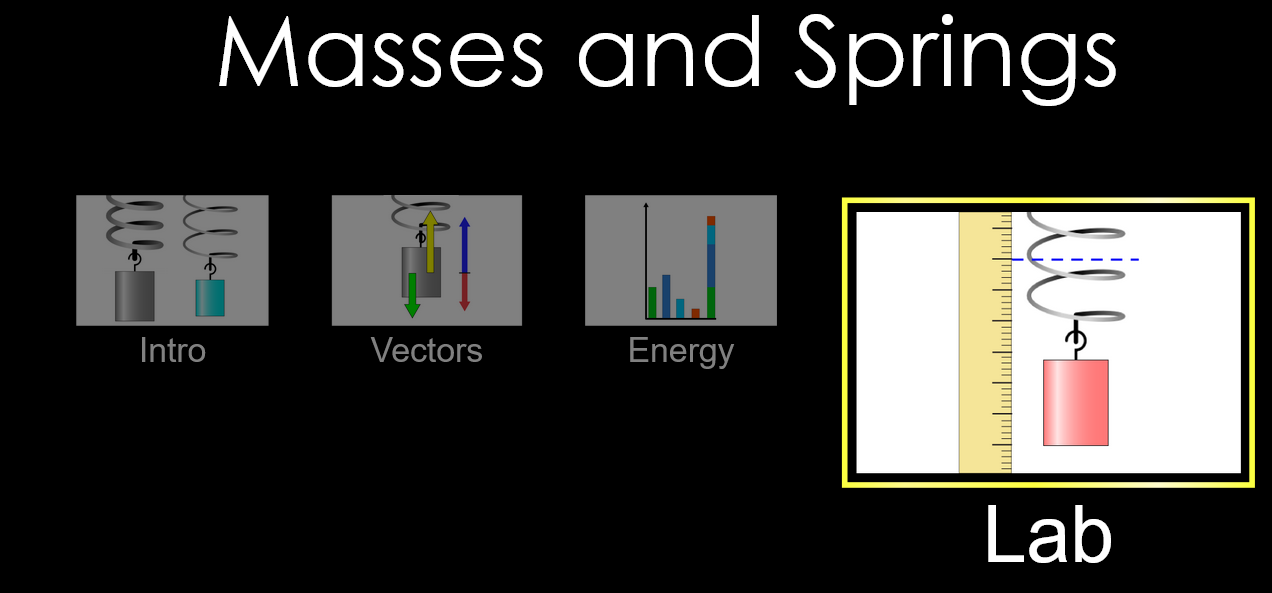 Masses and Springs
Intro
Vectors
Energy
Lab